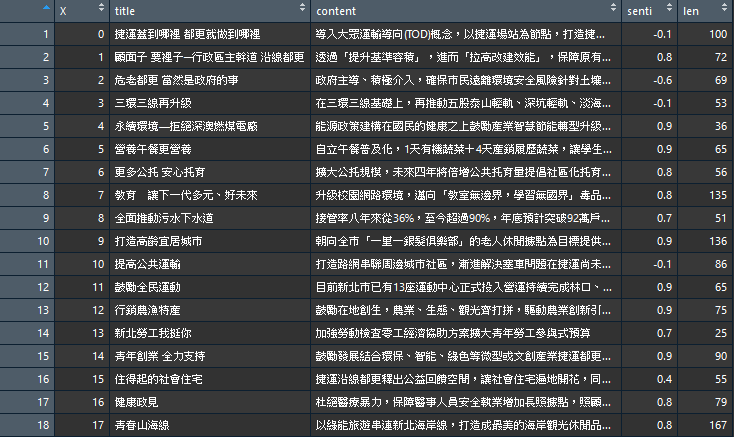 X title content senti len
1 0 捷運蓋到哪裡 都更就做到哪裡 導入大眾運輸導向(TOD)概念，以捷運場站為節點，打造捷... -0.1 100
2 1 顧面子 要裡子─行政區主幹道 沿線都更 透過「提升基準容積」，進而「拉高改建效能」，保障原有... 0.8 72
3 2 危老都更 當然是政府的事 政府主導、積極介入，確保市民遠離環境安全風險針對土壤... -0.6 69
4 3 三環三線再升級 在三環三線基礎上，再推動五股泰山輕軌、深坑輕軌、淡海... -0.1 53
5 4 永續環境—拒絕深澳燃煤電廠 能源政策建構在國民的健康之上鼓勵產業智慧節能轉型升級... 0.9 36
6 5 營養午餐更營養 自立午餐普及化，1天有機蔬菜＋4天產銷履歷蔬菜，讓學生... 0.9 65
7 6 更多公托 安心托育 擴大公托規模，未來四年將倍增公共托育量提倡社區化托育... 0.8 56
8 7 教育　讓下一代多元、好未來 升級校園網路環境，邁向「教室無邊界，學習無國界」毒品... 0.8 135
9 8 全面推動污水下水道 接管率八年來從36%，至今超過90%，年底預計突破92萬戶... 0.7 51
10 9 打造高齡宜居城市 朝向全市「一里一銀髮俱樂部」的老人休閒據點為目標提供... 0.9 136
11 10 提高公共運輸 打造路網串聯周邊城市社區，漸進解決塞車問題在捷運尚未... -0.1 86
12 11 鼓勵全民運動 目前新北市已有13座運動中心正式投入營運持續完成林口、... 0.9 65
13 12 行銷農漁特產 鼓勵在地創生，農業、生態、觀光齊打拼，驅動農業創新引... 0.9 75
14 13 新北勞工我挺你 加強勞動檢查零工經濟協助方案擴大青年勞工參與式預算 0.7 25
15 14 青年創業 全力支持 鼓勵發展結合環保、智能、綠色等微型或文創產業捷運都更... 0.9 90
16 15 住得起的社會住宅 捷運沿線都更釋出公益回饋空間，讓社會住宅遍地開花，同... 0.4 55
17 16 健康政見 杜絕醫療暴力，保障醫事人員安全執業增加長照據點，照顧... 0.8 79
18 17 青春山海線 以綠能旅遊串連新北海岸線，打造成最美的海岸觀光休閒品... 0.8 167